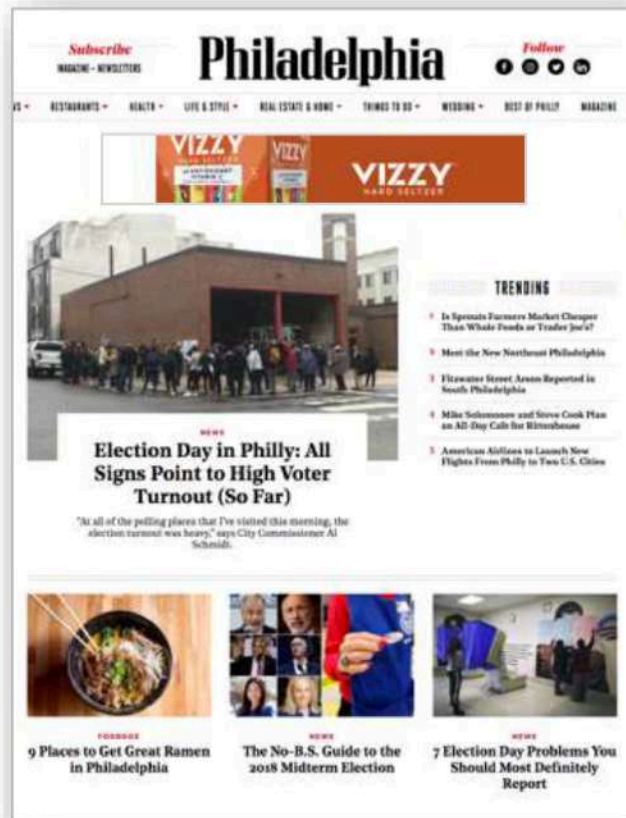 Subscribe
MAGAZINE – NEWSLETTERS
Philadelphia
Follow
RESTAURANTS
HEALTH
LIFE & STYLE
REAL ESTATE & HOME
THINGS TO DO
WEDDING
BEST OF PHILLY
MAGAZINE
VIZZY
VIZZY
VIZZY
HARD SELTZER
TRENDING
1 Is Sprouts Farmers Market Cheaper
Than Whole Foods or Trader Joe's?
2 Meet the New Northeast Philadelphia
3 Fitzwater Street Arson Reported in
South Philadelphia
4 Mike Solomonov and Steve Cook Plan
an All-Day Cafe for Rittenhouse
5 American Airlines to Launch New
Flights From Philly to Two U.S. Cities
NEWS
Election Day in Philly: All
Signs Point to High Voter
Turnout (So Far)
"At all of the polling places that I've visited this morning, the
election turnout was heavy," says City Commissioner Al
Schmidt.
FOOBOOZ
9 Places to Get Great Ramen
in Philadelphia
NEWS
The No-B.S. Guide to the
2018 Midterm Election
NEWS
7 Election Day Problems You
Should Most Definitely
Report